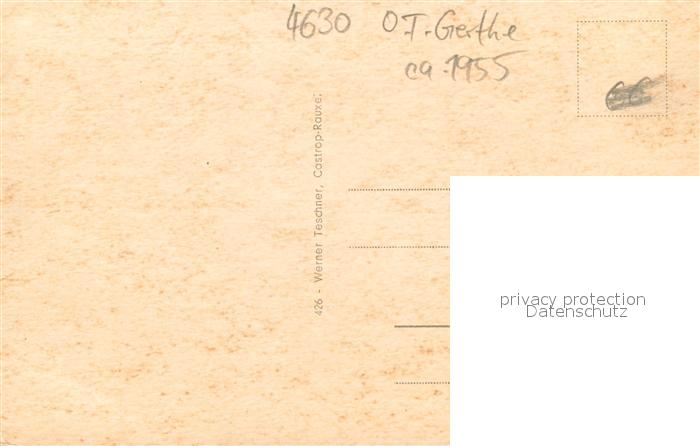 4630 O.T. Gerthe
ca. 1955
426 - Werner Teschner, Castrop-Rauxel
privacy protection
Datenschutz